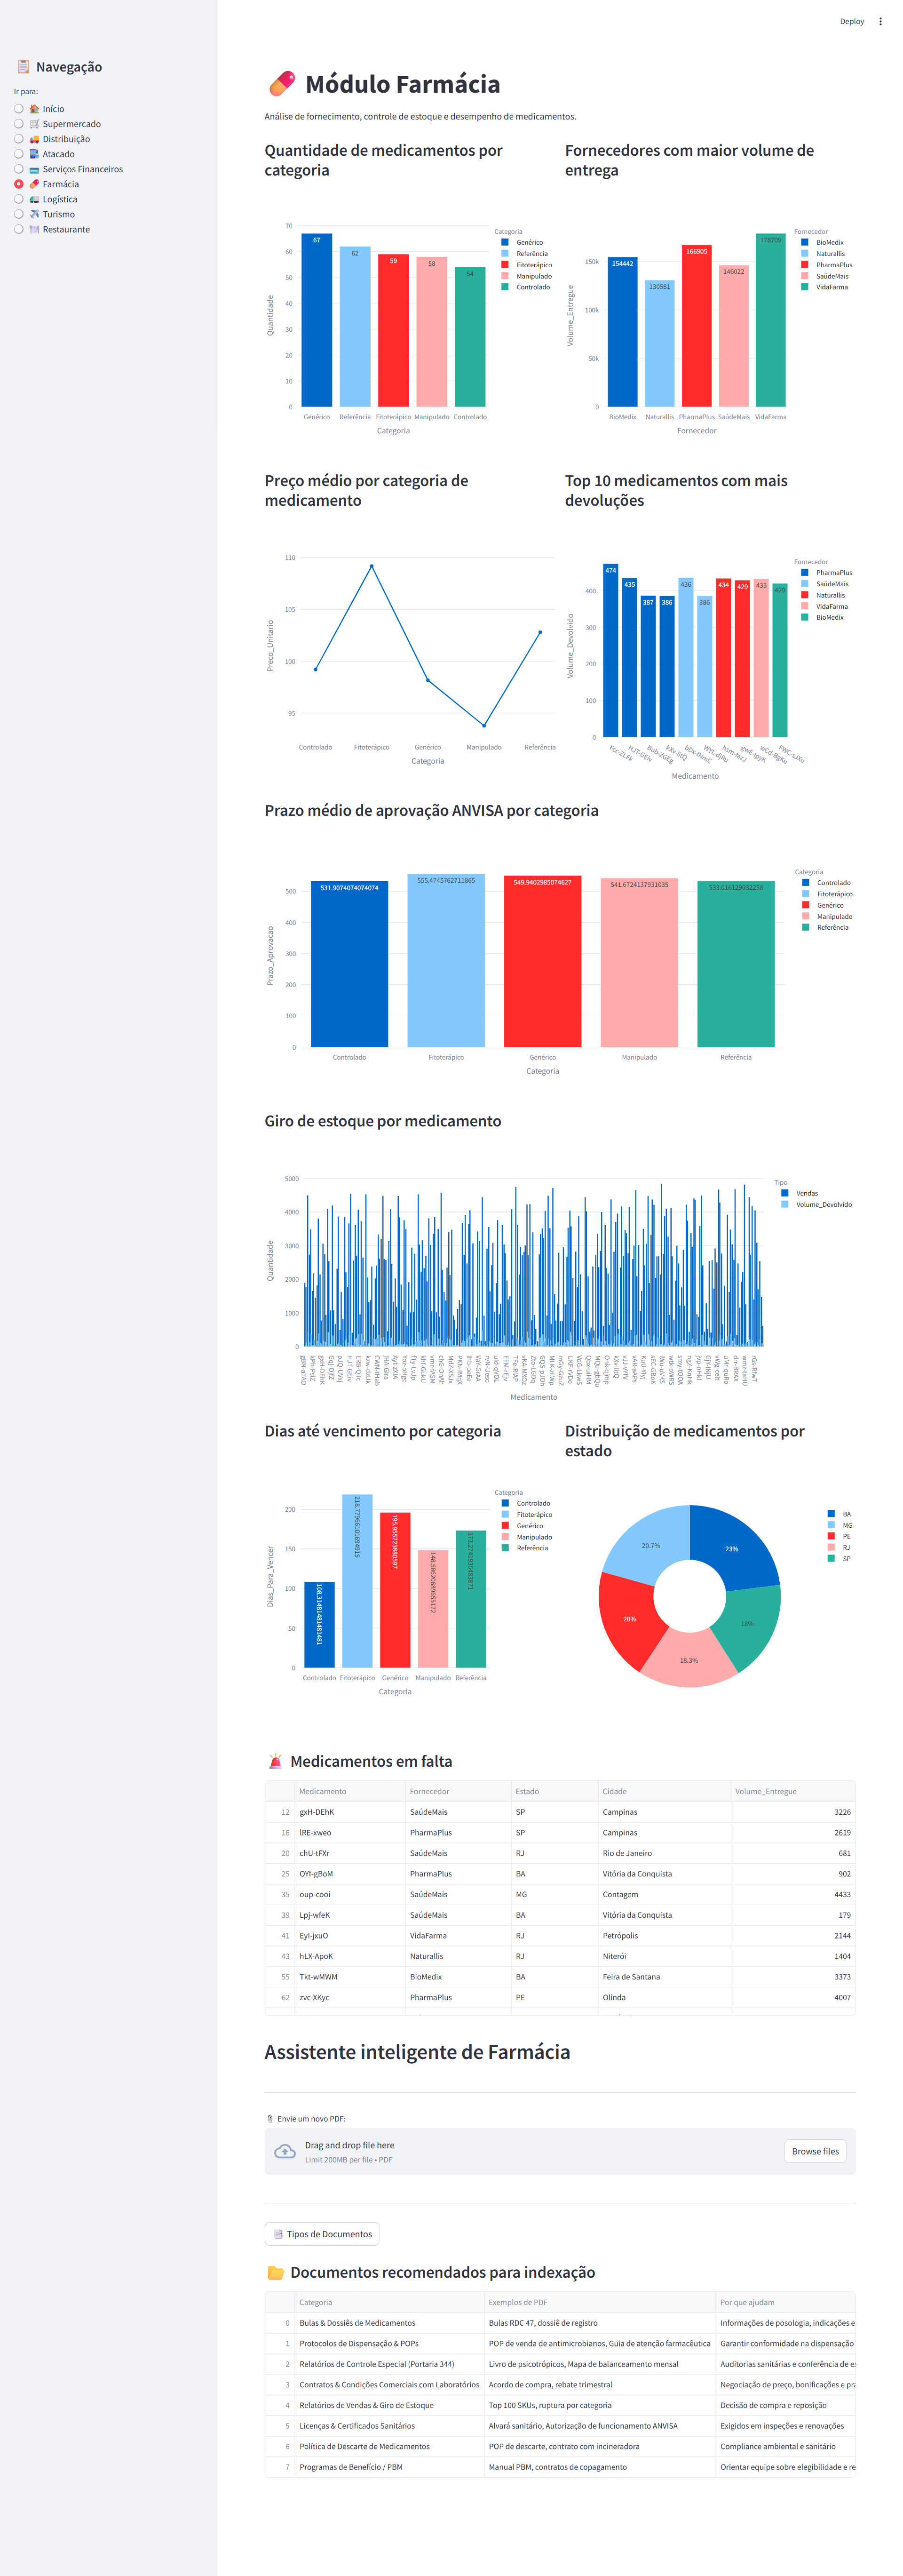 Deploy
Navegação
Ir para:
Início
Supermercado
Distribuição
Atacado
Serviços Financeiros
Farmácia
Logística
Turismo
Restaurante
Módulo Farmácia
Análise de fornecimento, controle de estoque e desempenho de medicamentos.
Quantidade de medicamentos por
categoria
70
60
50
40
30
20
10
0
Quantidade
67
62
59
58
54
Genérico Referência Fitoterápico Manipulado Controlado
Categoria
Categoria
Genérico
Referência
Fitoterápico
Manipulado
Controlado
Fornecedores com maior volume de
entrega
150k
100k
50k
0
Volume_Entregue
154442
130581
166905
146022
BioMedix Naturallis PharmaPlus SaúdeMais VidaFarma
Fornecedor
Fornecedor
BioMedix
Naturallis
PharmaPlus
SaúdeMais
VidaFarma
Preço médio por categoria de
medicamento
110
105
100
95
Preco_Unitario
Controlado Fitoterápico Genérico Manipulado Referência
Categoria
Top 10 medicamentos com mais
devoluções
400
300
200
100
0
Volume_Devolvido
474
435
387
386
436
386
434
429
433
420
Fcc-ZLFk
HJT-GEiv
Bub-ZGEg
Medicamento
Fornecedor
PharmaPlus
SaúdeMais
Naturallis
VidaFarma
BioMedix
Prazo médio de aprovação ANVISA por categoria
500
400
300
200
100
0
Prazo_Aprovacao
531.9074074074074
555.4745762711865
549.9402985074627
541.6724137931035
533.016129032258
Controlado Fitoterápico Genérico Manipulado Referência
Categoria
Categoria
Controlado
Fitoterápico
Genérico
Manipulado
Referência
Giro de estoque por medicamento
5000
4000
3000
2000
1000
0
Quantidade
Medicamento
Tipo
Vendas
Volume_Devolvido
Dias até vencimento por categoria
200
150
100
50
0
Dias_Para_Vencer
108.31481481481481
218.77966101694915
195.955223880597
148.58620689655172
173.2741935483871
Controlado Fitoterápico Genérico Manipulado Referência
Categoria
Categoria
Controlado
Fitoterápico
Genérico
Manipulado
Referência
Distribuição de medicamentos por
estado
20.7%
23%
20%
18%
18.3%
BA
MG
PE
RJ
SP
Medicamentos em falta
Medicamento Fornecedor Estado Cidade Volume_Entregue
12 gxH-DEhK SaúdeMais SP Campinas 3226
16 lRE-xweo PharmaPlus SP Campinas 2619
20 chU-tFXr SaúdeMais RJ Rio de Janeiro 681
25 OYf-gBoM PharmaPlus BA Vitória da Conquista 902
35 oup-cooi SaúdeMais MG Contagem 4433
39 Lpj-wfeK SaúdeMais BA Vitória da Conquista 179
41 EyI-jxuO VidaFarma RJ Petrópolis 2144
43 hLX-ApoK Naturallis RJ Niterói 1404
55 Tkt-wMWM BioMedix BA Feira de Santana 3373
62 zvc-XKyc PharmaPlus PE Olinda 4007
Assistente inteligente de Farmácia
Envie um novo PDF:
Drag and drop file here
Limit 200MB per file • PDF
Browse files
Tipos de Documentos
Documentos recomendados para indexação
Categoria Exemplos de PDF Por que ajudam
0 Bulas & Dossiês de Medicamentos Bulas RDC 47, dossiê de registro Informações de posologia, indicações e
1 Protocolos de Dispensação & POPs POP de venda de antimicrobianos, Guia de atenção farmacêutica Garantir conformidade na dispensação
2 Relatórios de Controle Especial (Portaria 344) Livro de psicotrópicos, Mapa de balanceamento mensal Auditorias sanitárias e conferência de es
3 Contratos & Condições Comerciais com Laboratórios Acordo de compra, rebate trimestral Negociação de preço, bonificações e pra
4 Relatórios de Vendas & Giro de Estoque Top 100 SKUs, ruptura por categoria Decisão de compra e reposição
5 Licenças & Certificados Sanitários Alvará sanitário, Autorização de funcionamento ANVISA Exigidos em inspeções e renovações
6 Política de Descarte de Medicamentos POP de descarte, contrato com incineradora Compliance ambiental e sanitário
7 Programas de Benefício / PBM Manual PBM, contratos de copagamento Orientar equipe sobre elegibilidade e re